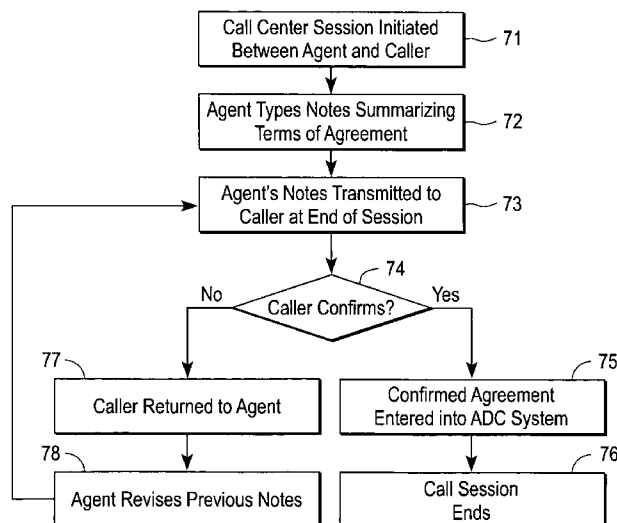 Call Center Session Initiated
Between Agent and Caller
71
Agent Types Notes Summarizing
Terms of Agreement
72
Agent's Notes Transmitted to
Caller at End of Session
73
74
No
Caller Confirms?
Yes
77
Caller Returned to Agent
75
Confirmed Agreement
Entered into ADC System
78
Agent Revises Previous Notes
76
Call Session
Ends